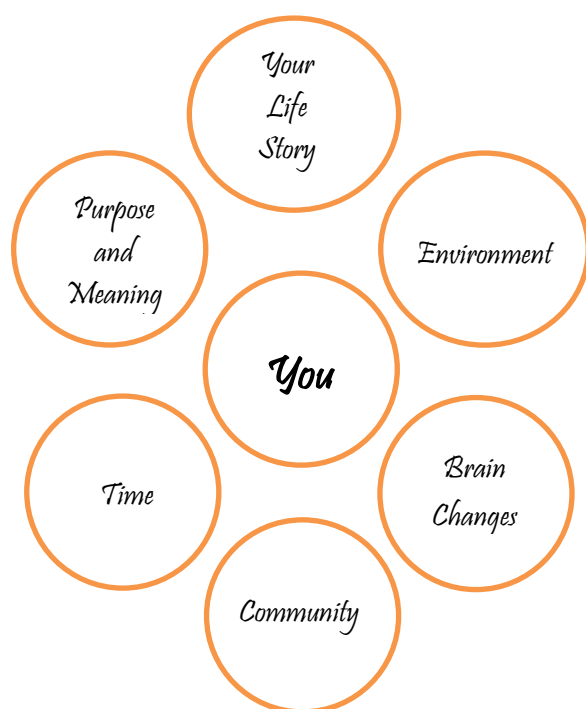 Your
Life
Story
Purpose
and
Meaning
Environment
You
Time
Brain
Changes
Community